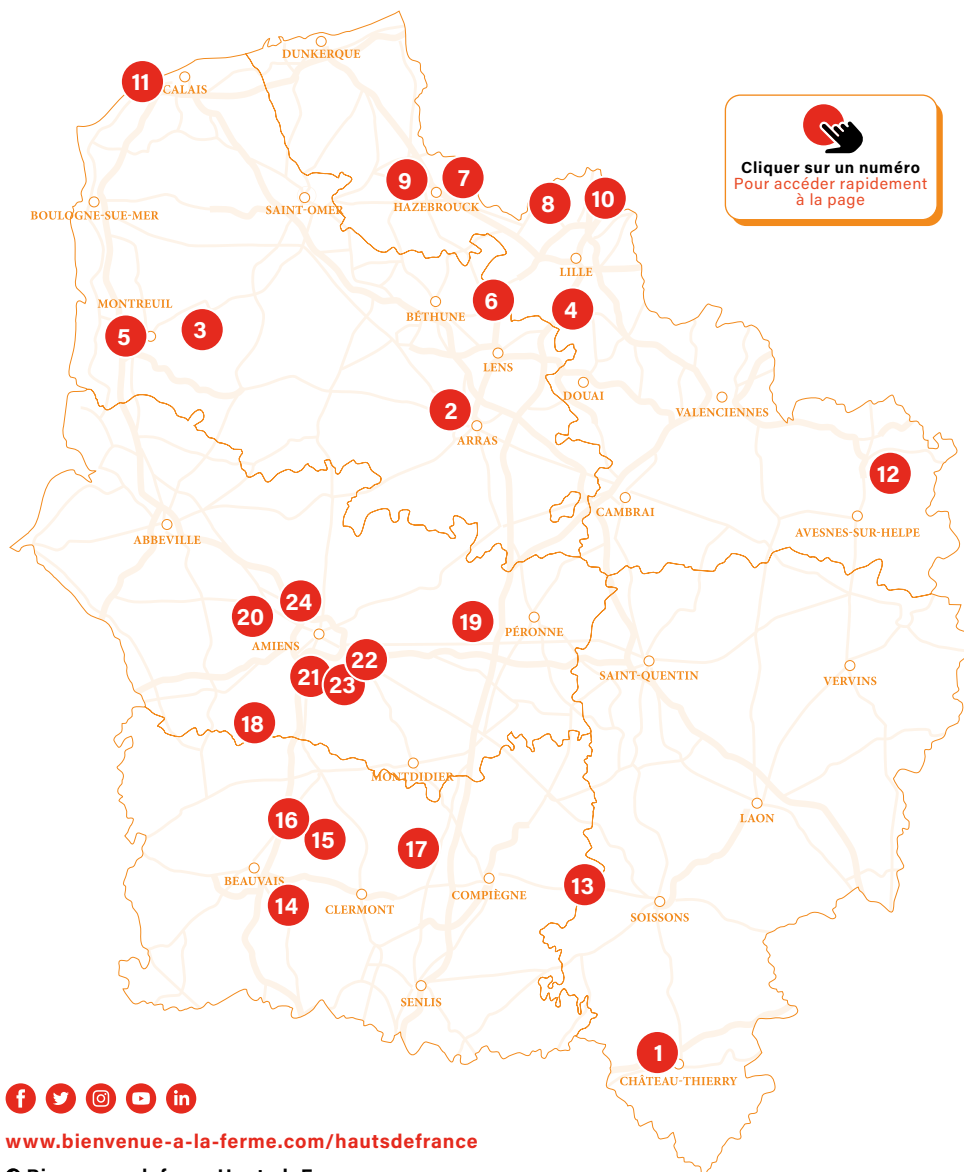 DUNKERQUE
11
CALAIS
9
7
HAZEBROUCK
8
10
BOULOGNE-SUE-MER
SAINT-OMER
LILLE
Cliquer sur un numéro
Pour accéder rapidement
à la page
MONTREUIL
5
3
BÉTHUNE
6
4
LENS
DOUAI
2
ARRAS
VALENCIENNES
12
CAMBRAI
AVESNES-SUR-HELPE
ABBEVILLE
20
24
AMIENS
19
PÉRONNE
21
23
22
SAINT-QUENTIN
VERVINS
18
MONTDIDIER
LAON
16
15
17
BEAUVAIS
14
CLERMONT
COMPIÈGNE
13
SOISSONS
SENLIS
1
CHÂTEAU-THIERRY
www.bienvenue-a-la-ferme.com/hautsdefrance